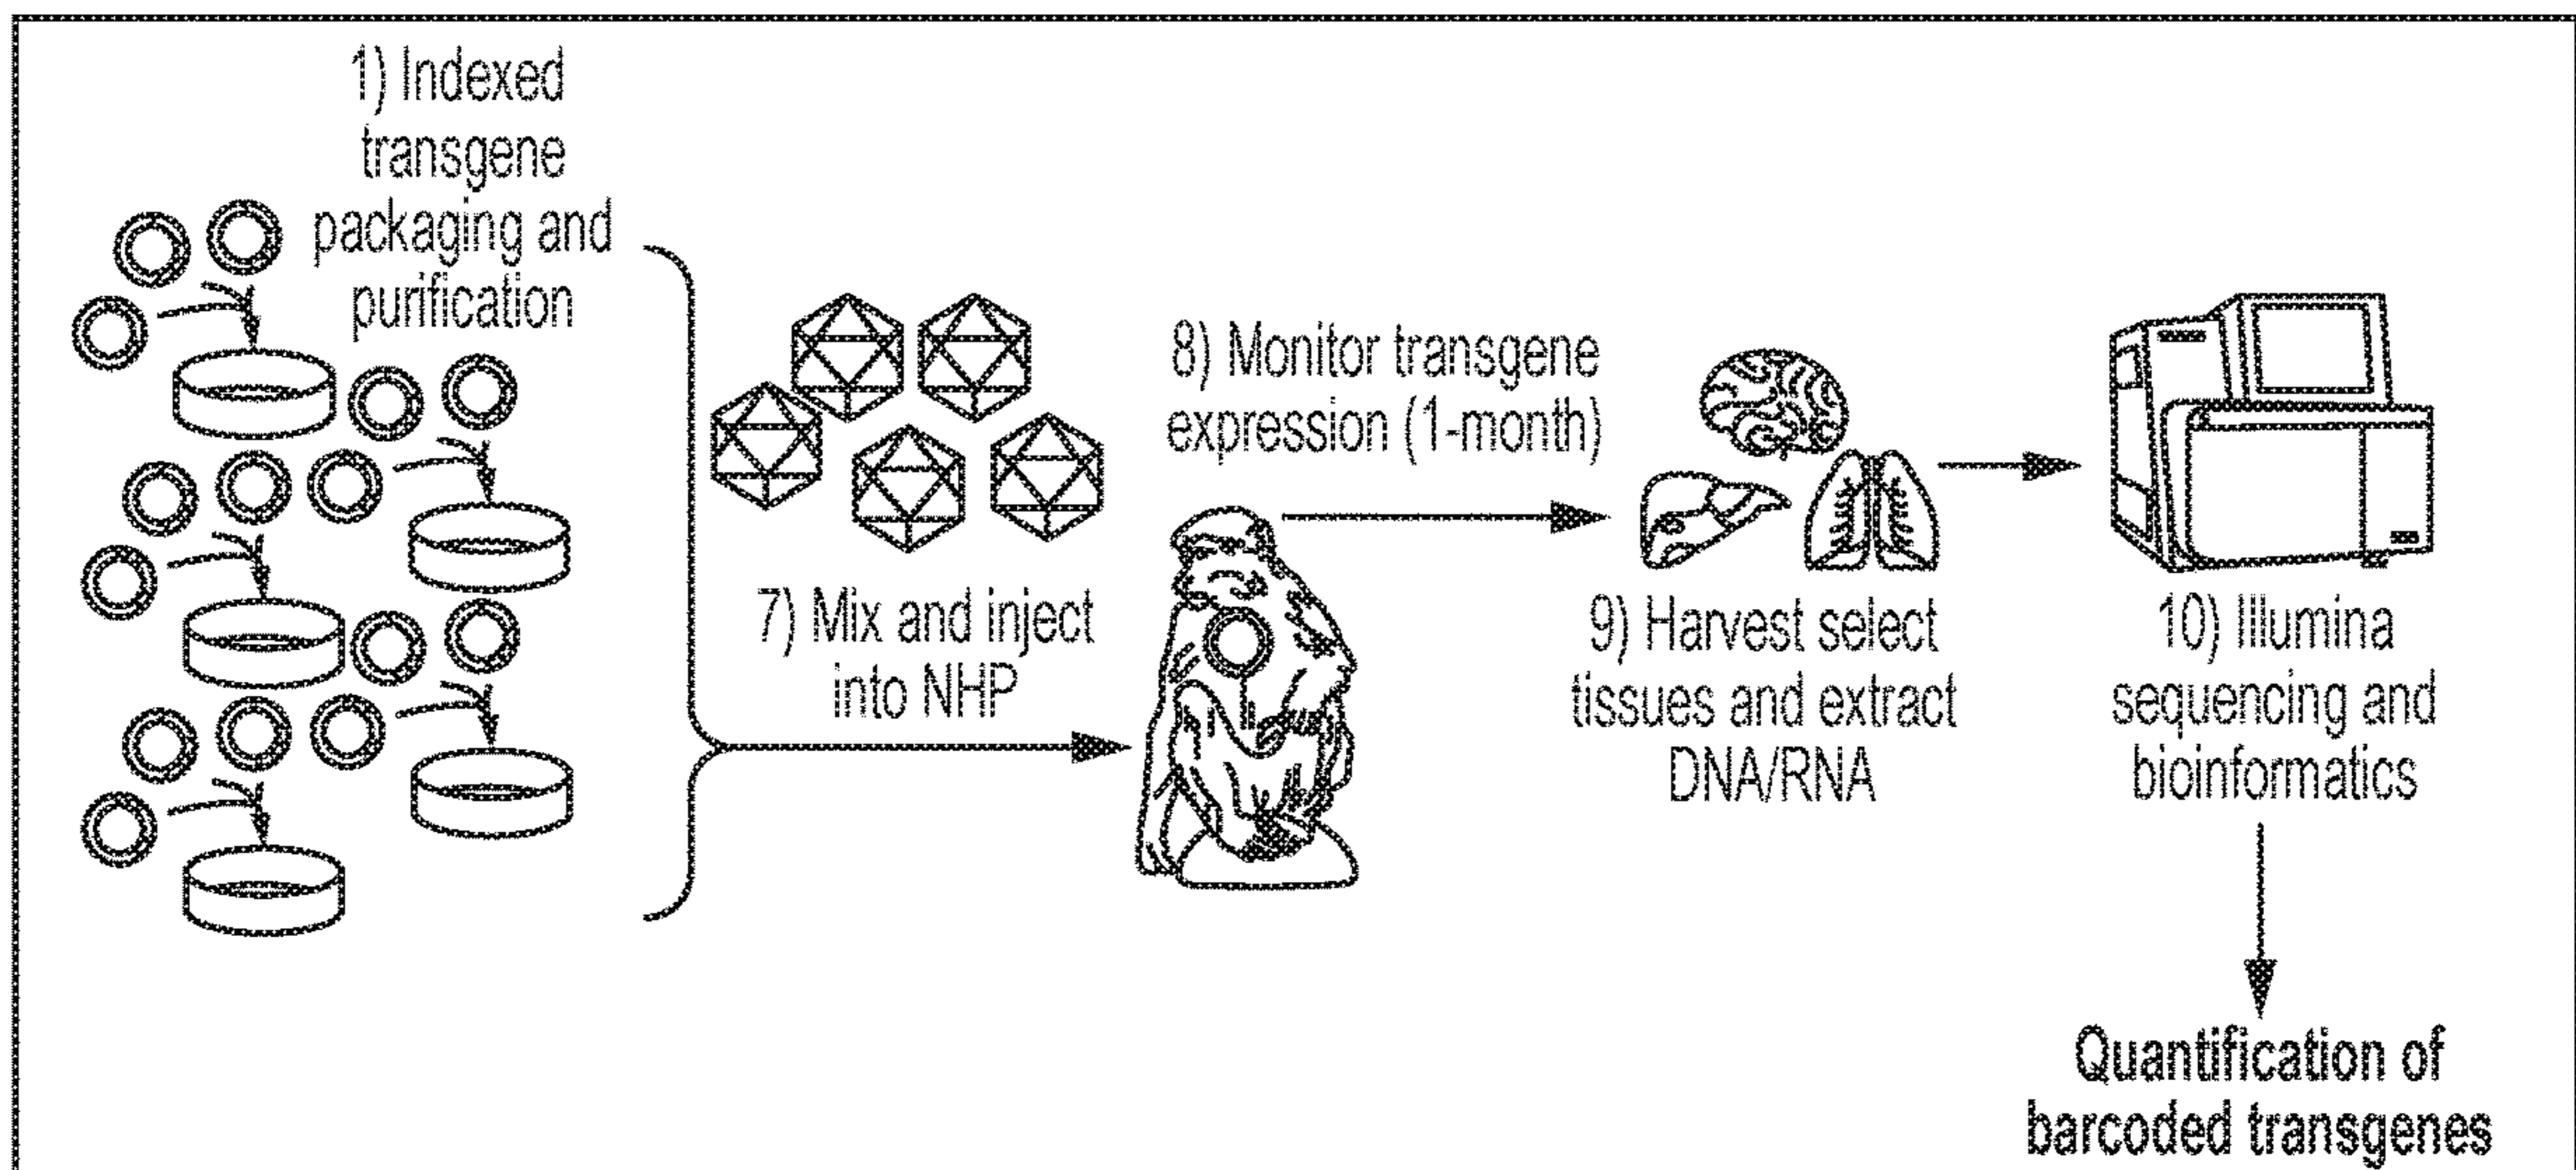 1) Indexed
transgene
packaging and
purification
7) Mix and inject
into NHP
8) Monitor transgene
expression (1-month)
9) Harvest select
tissues and extract
DNA/RNA
10) Illumina
sequencing and
bioinformatics
Quantification of
barcoded transgenes